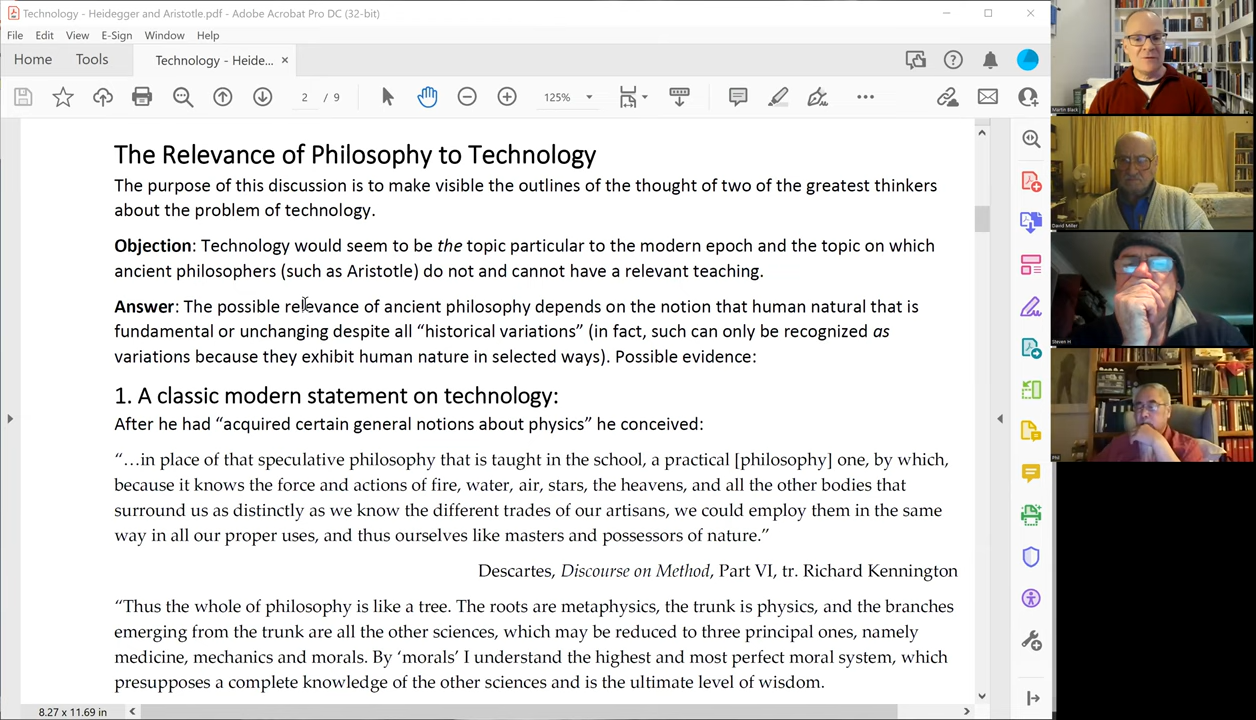 Technology - Heidegger and Aristotle.pdf - Adobe Acrobat Pro DC (32-bit)
File Edit View E-Sign Window Help
Home Tools Technology - Heide... ×
2 / 9 125%
The Relevance of Philosophy to Technology
The purpose of this discussion is to make visible the outlines of the thought of two of the greatest thinkers
about the problem of technology.
Objection: Technology would seem to be the topic particular to the modern epoch and the topic on which
ancient philosophers (such as Aristotle) do not and cannot have a relevant teaching.
Answer: The possible relevance of ancient philosophy depends on the notion that human natural that is
fundamental or unchanging despite all “historical variations” (in fact, such can only be recognized as
variations because they exhibit human nature in selected ways). Possible evidence:
1. A classic modern statement on technology:
After he had “acquired certain general notions about physics” he conceived:
“…in place of that speculative philosophy that is taught in the school, a practical [philosophy] one, by which,
because it knows the force and actions of fire, water, air, stars, the heavens, and all the other bodies that
surround us as distinctly as we know the different trades of our artisans, we could employ them in the same
way in all our proper uses, and thus ourselves like masters and possessors of nature.”
Descartes, Discourse on Method, Part VI, tr. Richard Kennington
“Thus the whole of philosophy is like a tree. The roots are metaphysics, the trunk is physics, and the branches
emerging from the trunk are all the other sciences, which may be reduced to three principal ones, namely
medicine, mechanics and morals. By ‘morals’ I understand the highest and most perfect moral system, which
presupposes a complete knowledge of the other sciences and is the ultimate level of wisdom.
8.27 x 11.69 in
Martin Black
David Miller
Steven H
Phil